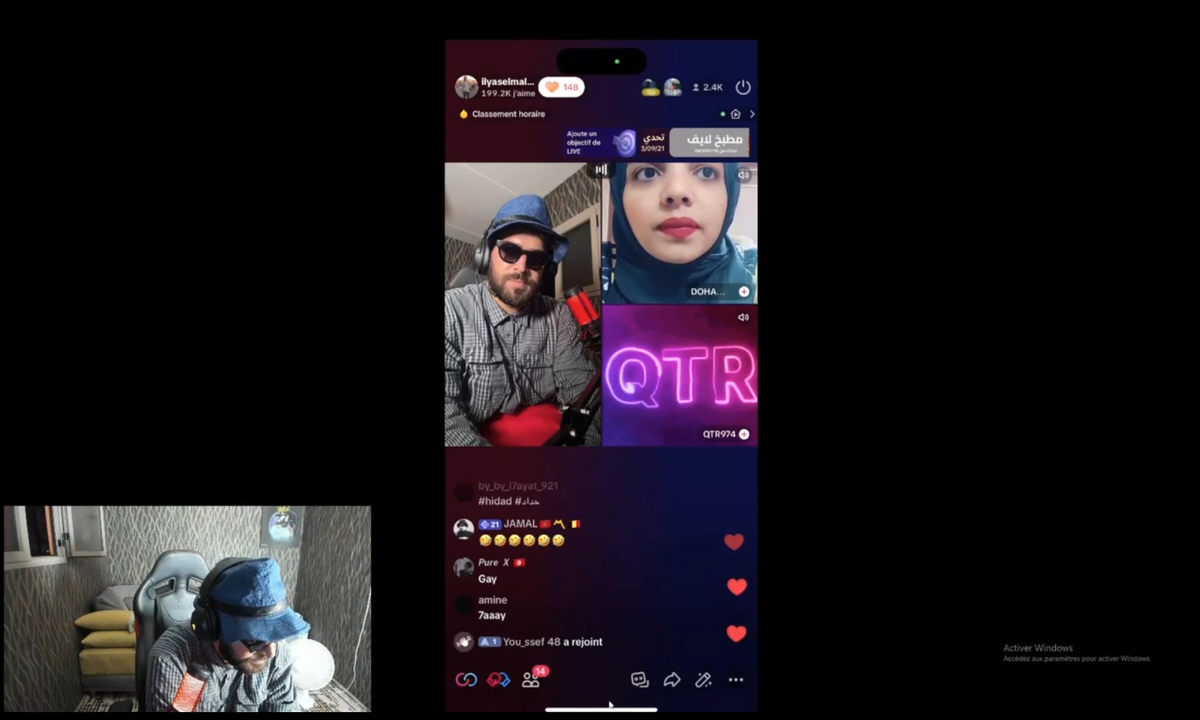 ilyaselmal...
199.2K j'aime
148
2.4K
Classement horaire
Ajoute un
objectif de
LIVE
تحدي
3/09/21
مطبخ لايف
DOHA...
QTR
QTR974
by_by_l7ayat_921
#hidad #حداد
21 JAMAL
Pure X
Gay
amine
7aaay
1 You_ssef 48 a rejoint
14
Activer Windows
Accédez aux paramètres pour activer Windows.